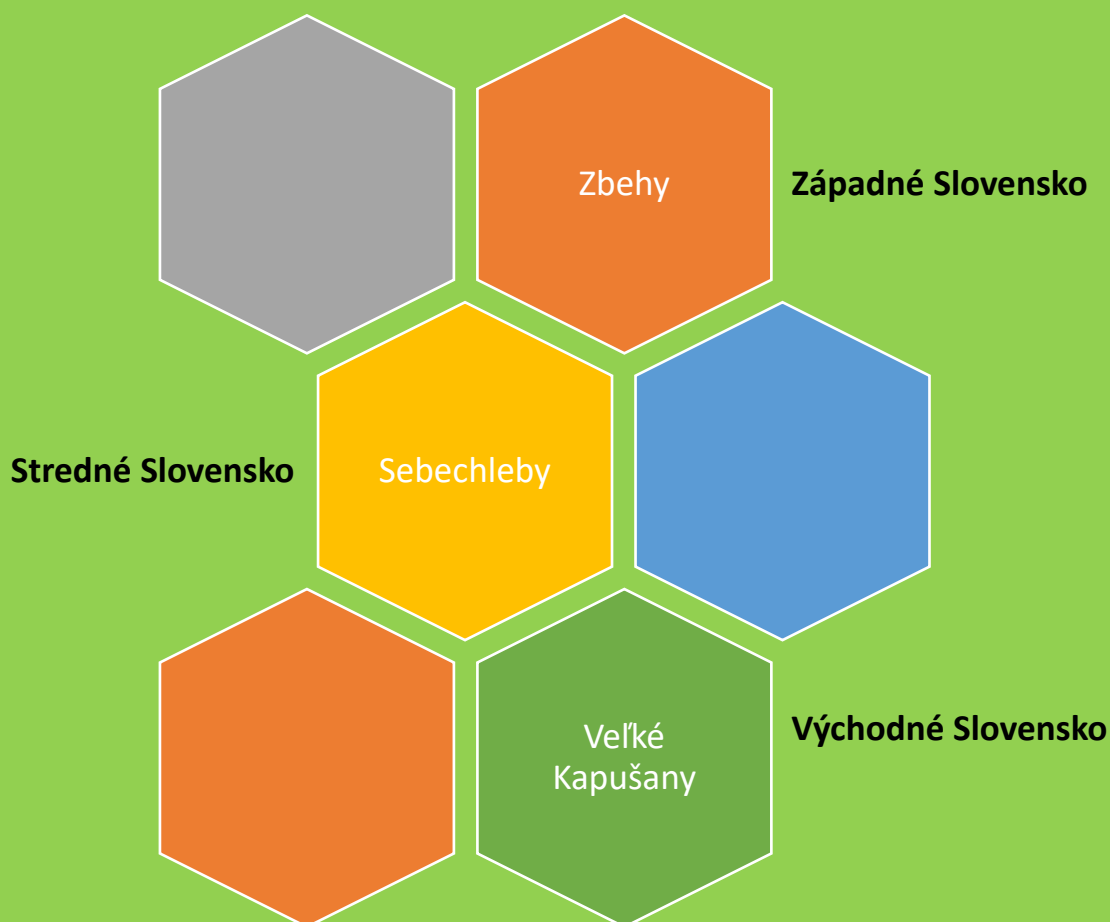 Zbehy
Západné Slovensko
Stredné Slovensko
Sebechleby
Veľké
Kapušany
Východné Slovensko